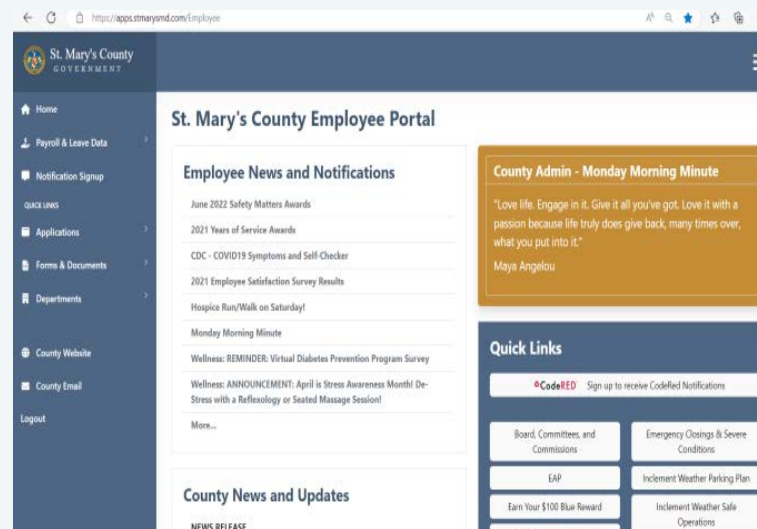 https://apps.stmarysmd.com/Employee
St. Mary's County
GOVERNMENT
Home
Payroll & Leave Data
Notification Signup
QUICK LINKS
Applications
Forms & Documents
Departments
County Website
County Email
Logout
St. Mary's County Employee Portal
Employee News and Notifications
June 2022 Safety Matters Awards
2021 Years of Service Awards
CDC - COVID19 Symptoms and Self-Checker
2021 Employee Satisfaction Survey Results
Hospice Run/Walk on Saturday!
Monday Morning Minute
Wellness: REMINDER: Virtual Diabetes Prevention Program Survey
Wellness: ANNOUNCEMENT: April is Stress Awareness Month! De-
Stress with a Reflexology or Seated Massage Session!
More...
County News and Updates
NEWS RELEASE
County Admin - Monday Morning Minute
"Love life. Engage in it. Give it all you've got. Love it with a
passion because life truly does give back, many times over,
what you put into it."
Maya Angelou
Quick Links
CodeRED Sign up to receive CodeRed Notifications
Board, Committees, and
Commissions
Emergency Closings & Severe
Conditions
EAP
Inclement Weather Parking Plan
Earn Your $100 Blue Reward
Inclement Weather Safe
Operations